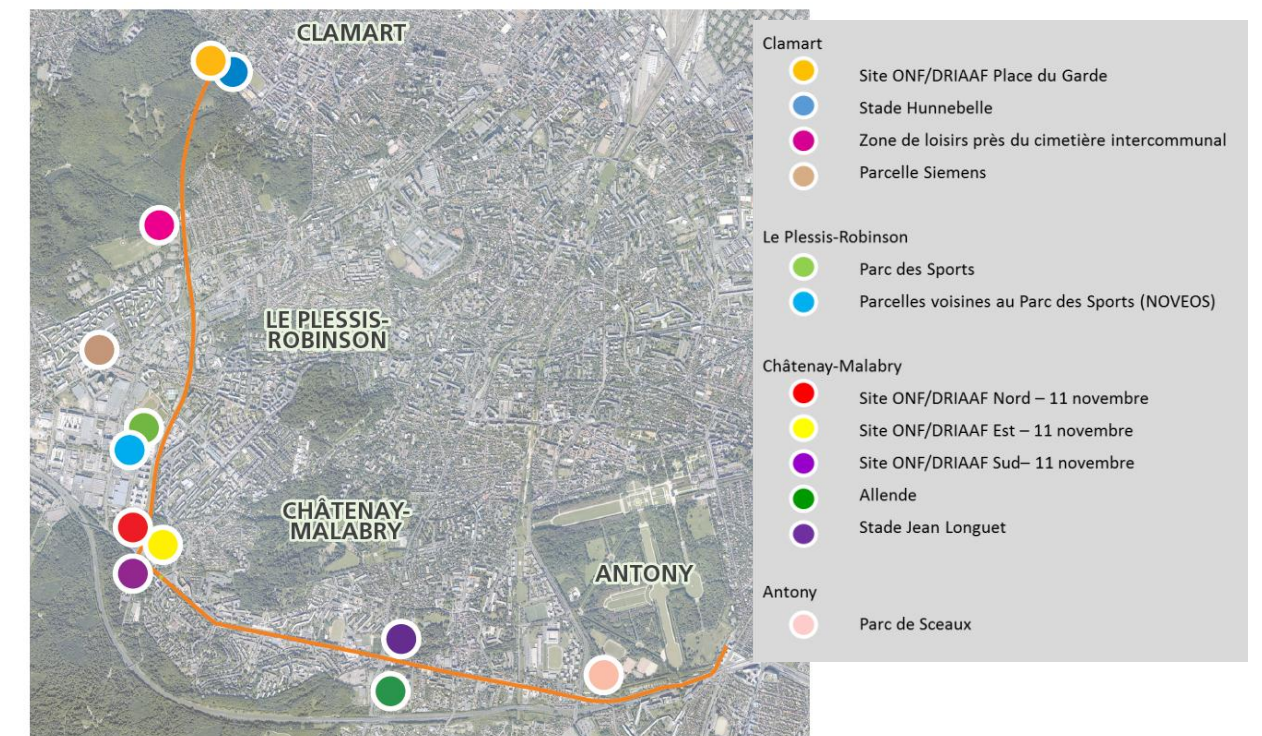 CLAMART
LE PLESSIS-
ROBINSON
CHÂTENAY-
MALABRY
ANTONY
Clamart
Site ONF/DRIAAF Place du Garde
Stade Hunnebelle
Zone de loisirs près du cimetière intercommunal
Parcelle Siemens
Le Plessis-Robinson
Parc des Sports
Parcelles voisines au Parc des Sports (NOVEOS)
Châtenay-Malabry
Site ONF/DRIAAF Nord – 11 novembre
Site ONF/DRIAAF Est – 11 novembre
Site ONF/DRIAAF Sud– 11 novembre
Allende
Stade Jean Longuet
Antony
Parc de Sceaux